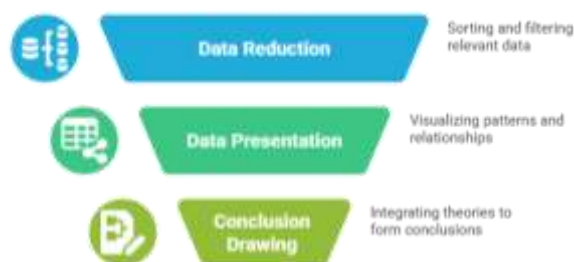 Data Reduction
Sorting and filtering
relevant data
Data Presentation
Visualizing patterns and
relationships
Conclusion
Drawing
Integrating theories to
form conclusions